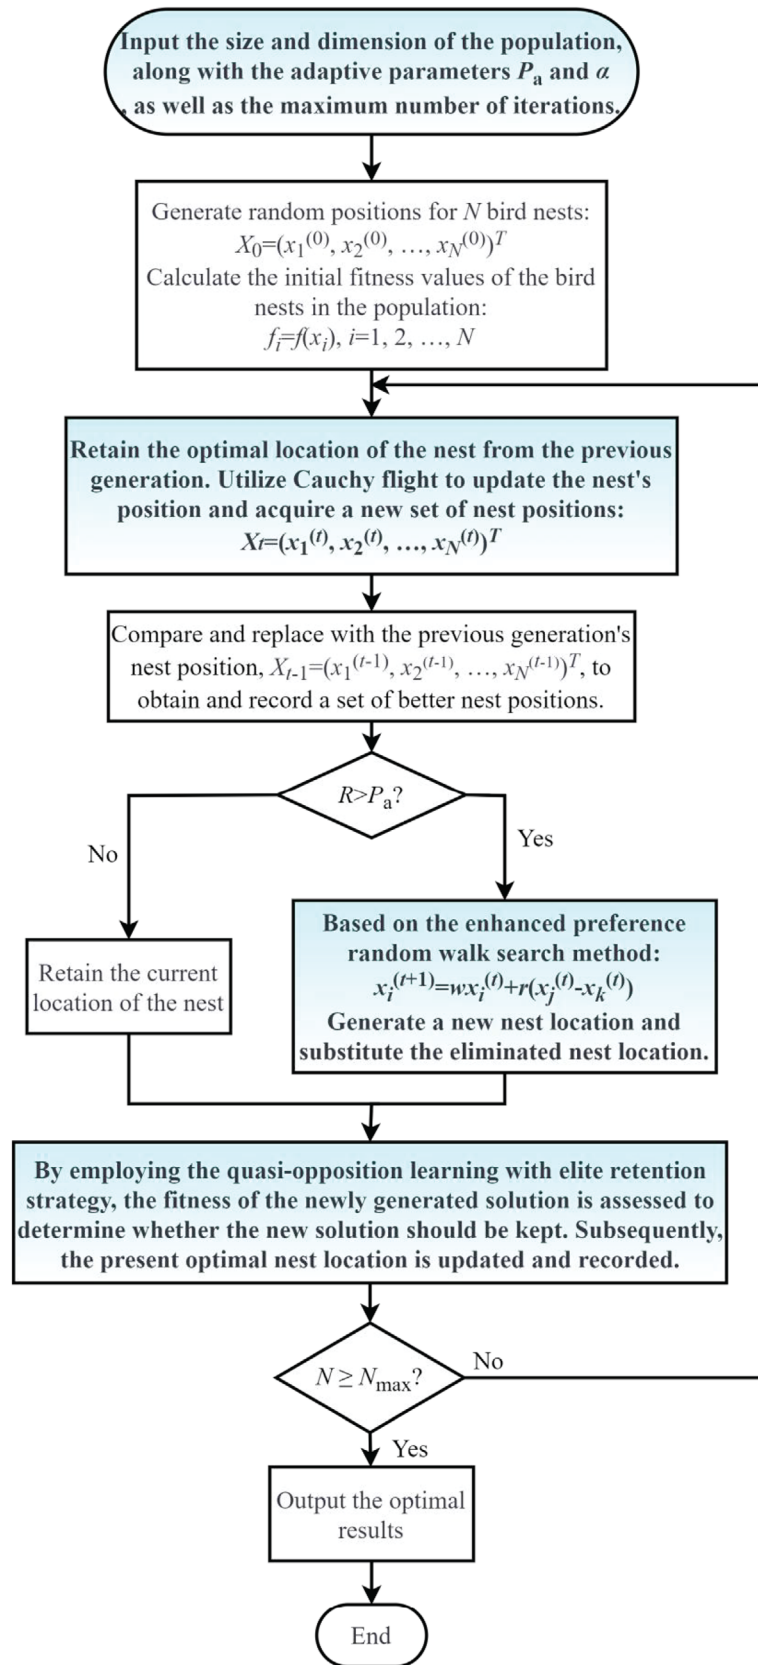 Input the size and dimension of the population,
along with the adaptive parameters Pa and α
, as well as the maximum number of iterations.
Generate random positions for N bird nests:
X₀=(x₁⁽⁰⁾, x₂⁽⁰⁾, …, x_N⁽⁰⁾)ᵀ
Calculate the initial fitness values of the bird
nests in the population:
fᵢ=f(xᵢ), i=1, 2, …, N
Retain the optimal location of the nest from the previous
generation. Utilize Cauchy flight to update the nest's
position and acquire a new set of nest positions:
Xt=(x₁⁽ᵗ⁾, x₂⁽ᵗ⁾, …, x_N⁽ᵗ⁾)ᵀ
Compare and replace with the previous generation's
nest position, Xₜ₋₁=(x₁⁽ᵗ⁻¹⁾, x₂⁽ᵗ⁻¹⁾, …, x_N⁽ᵗ⁻¹⁾)ᵀ, to
obtain and record a set of better nest positions.
R>Pa?
No
Yes
Retain the current
location of the nest
Based on the enhanced preference
random walk search method:
xᵢ⁽ᵗ⁺¹⁾=wxᵢ⁽ᵗ⁾+r(xⱼ⁽ᵗ⁾-xₖ⁽ᵗ⁾)
Generate a new nest location and
substitute the eliminated nest location.
By employing the quasi-opposition learning with elite retention
strategy, the fitness of the newly generated solution is assessed to
determine whether the new solution should be kept. Subsequently,
the present optimal nest location is updated and recorded.
N ≥ Nmax?
No
Yes
Output the optimal
results
End